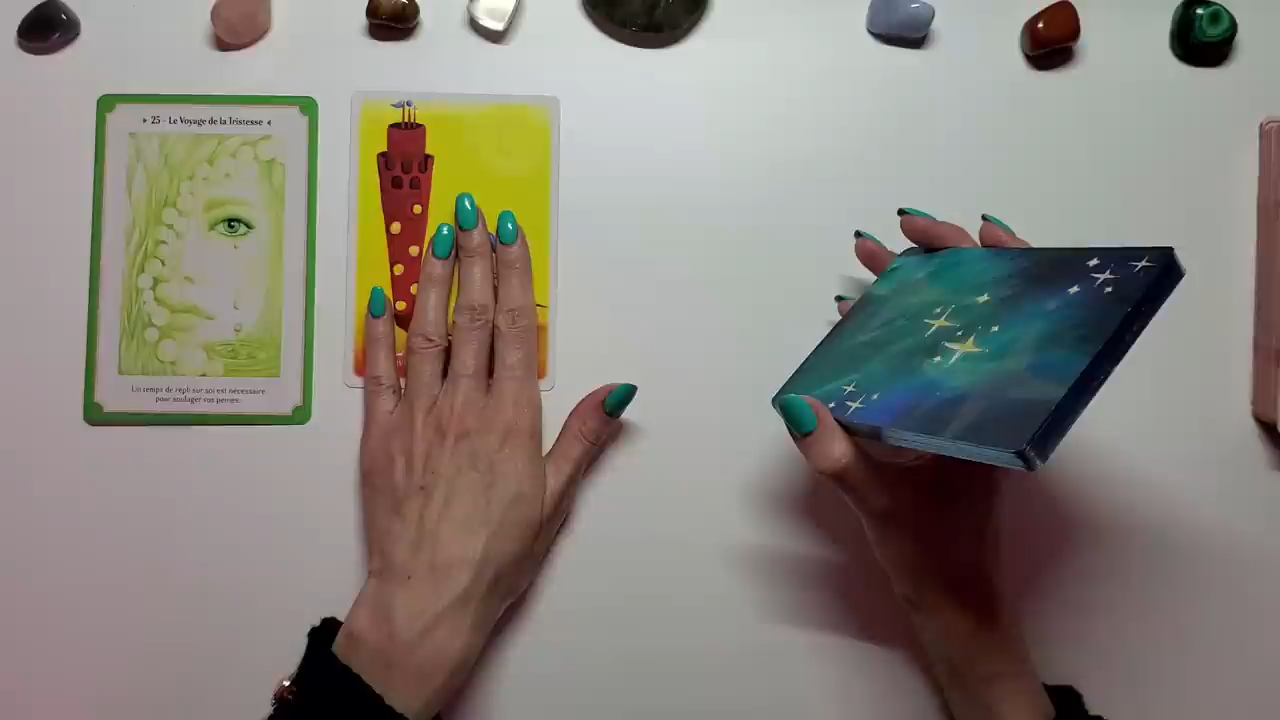 25 - Le Voyage de la Tristesse
Un temps de repli sur soi est nécessaire
pour soulager vos peines.